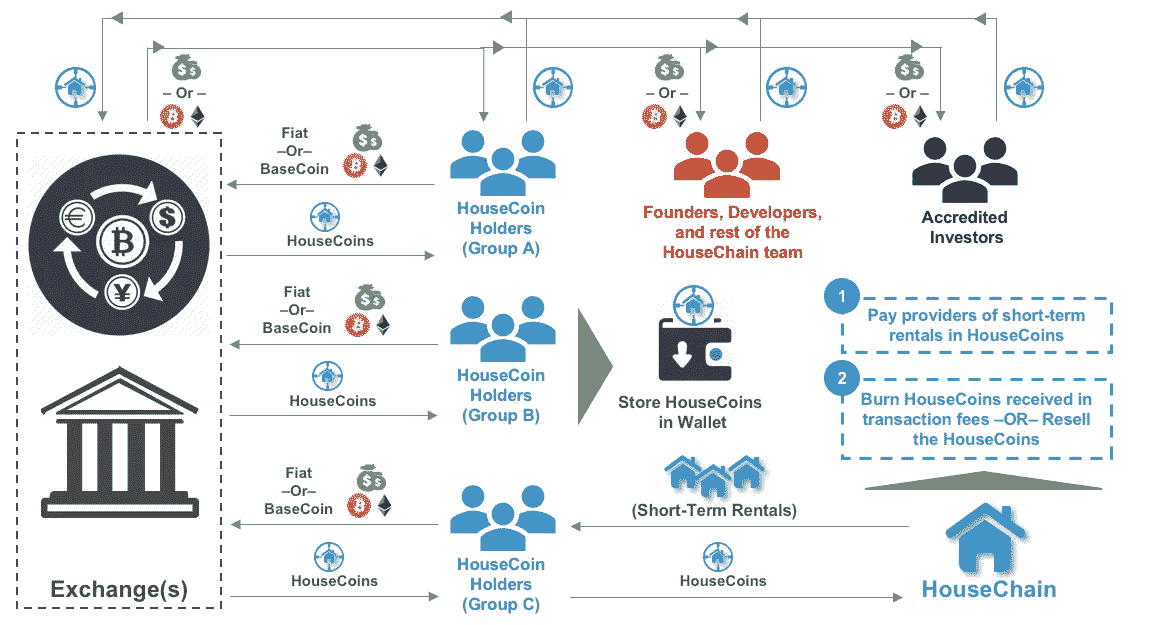 – Or –
– Or –
– Or –
Fiat
–Or–
BaseCoin
HouseCoins
HouseCoin
Holders
(Group A)
Founders, Developers,
and rest of the
HouseChain team
Accredited
Investors
Fiat
–Or–
BaseCoin
HouseCoins
HouseCoin
Holders
(Group B)
Store HouseCoins
in Wallet
1
Pay providers of short-term
rentals in HouseCoins
2
Burn HouseCoins received in
transaction fees –OR– Resell
the HouseCoins
Fiat
–Or–
BaseCoin
HouseCoins
HouseCoin
Holders
(Group C)
(Short-Term Rentals)
HouseCoins
Exchange(s)
HouseChain